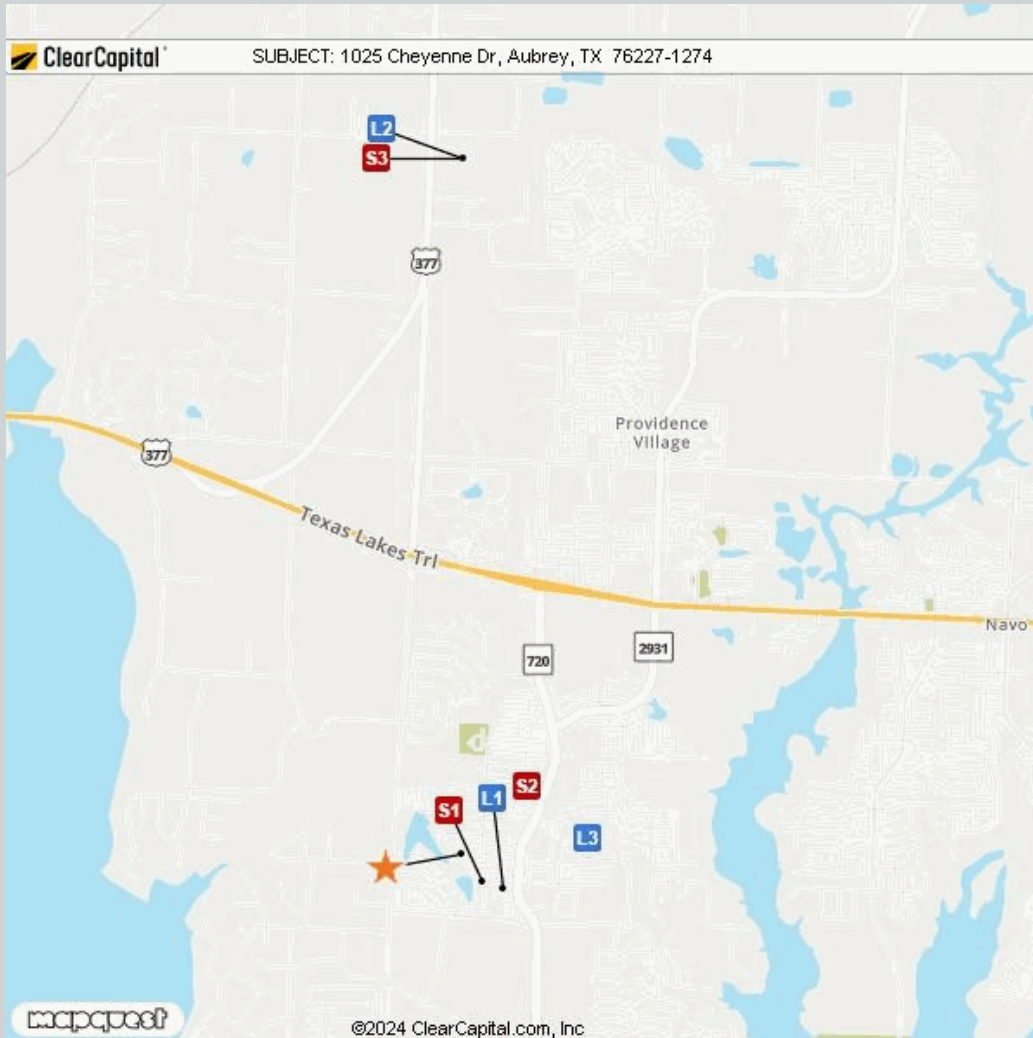 ClearCapital
SUBJECT: 1025 Cheyenne Dr, Aubrey, TX 76227-1274
L2
S3
377
Providence
Village
377
Texas Lakes Trl
Navo
720
2931
S2
L1
S1
L3
mapquest
©2024 ClearCapital.com, Inc